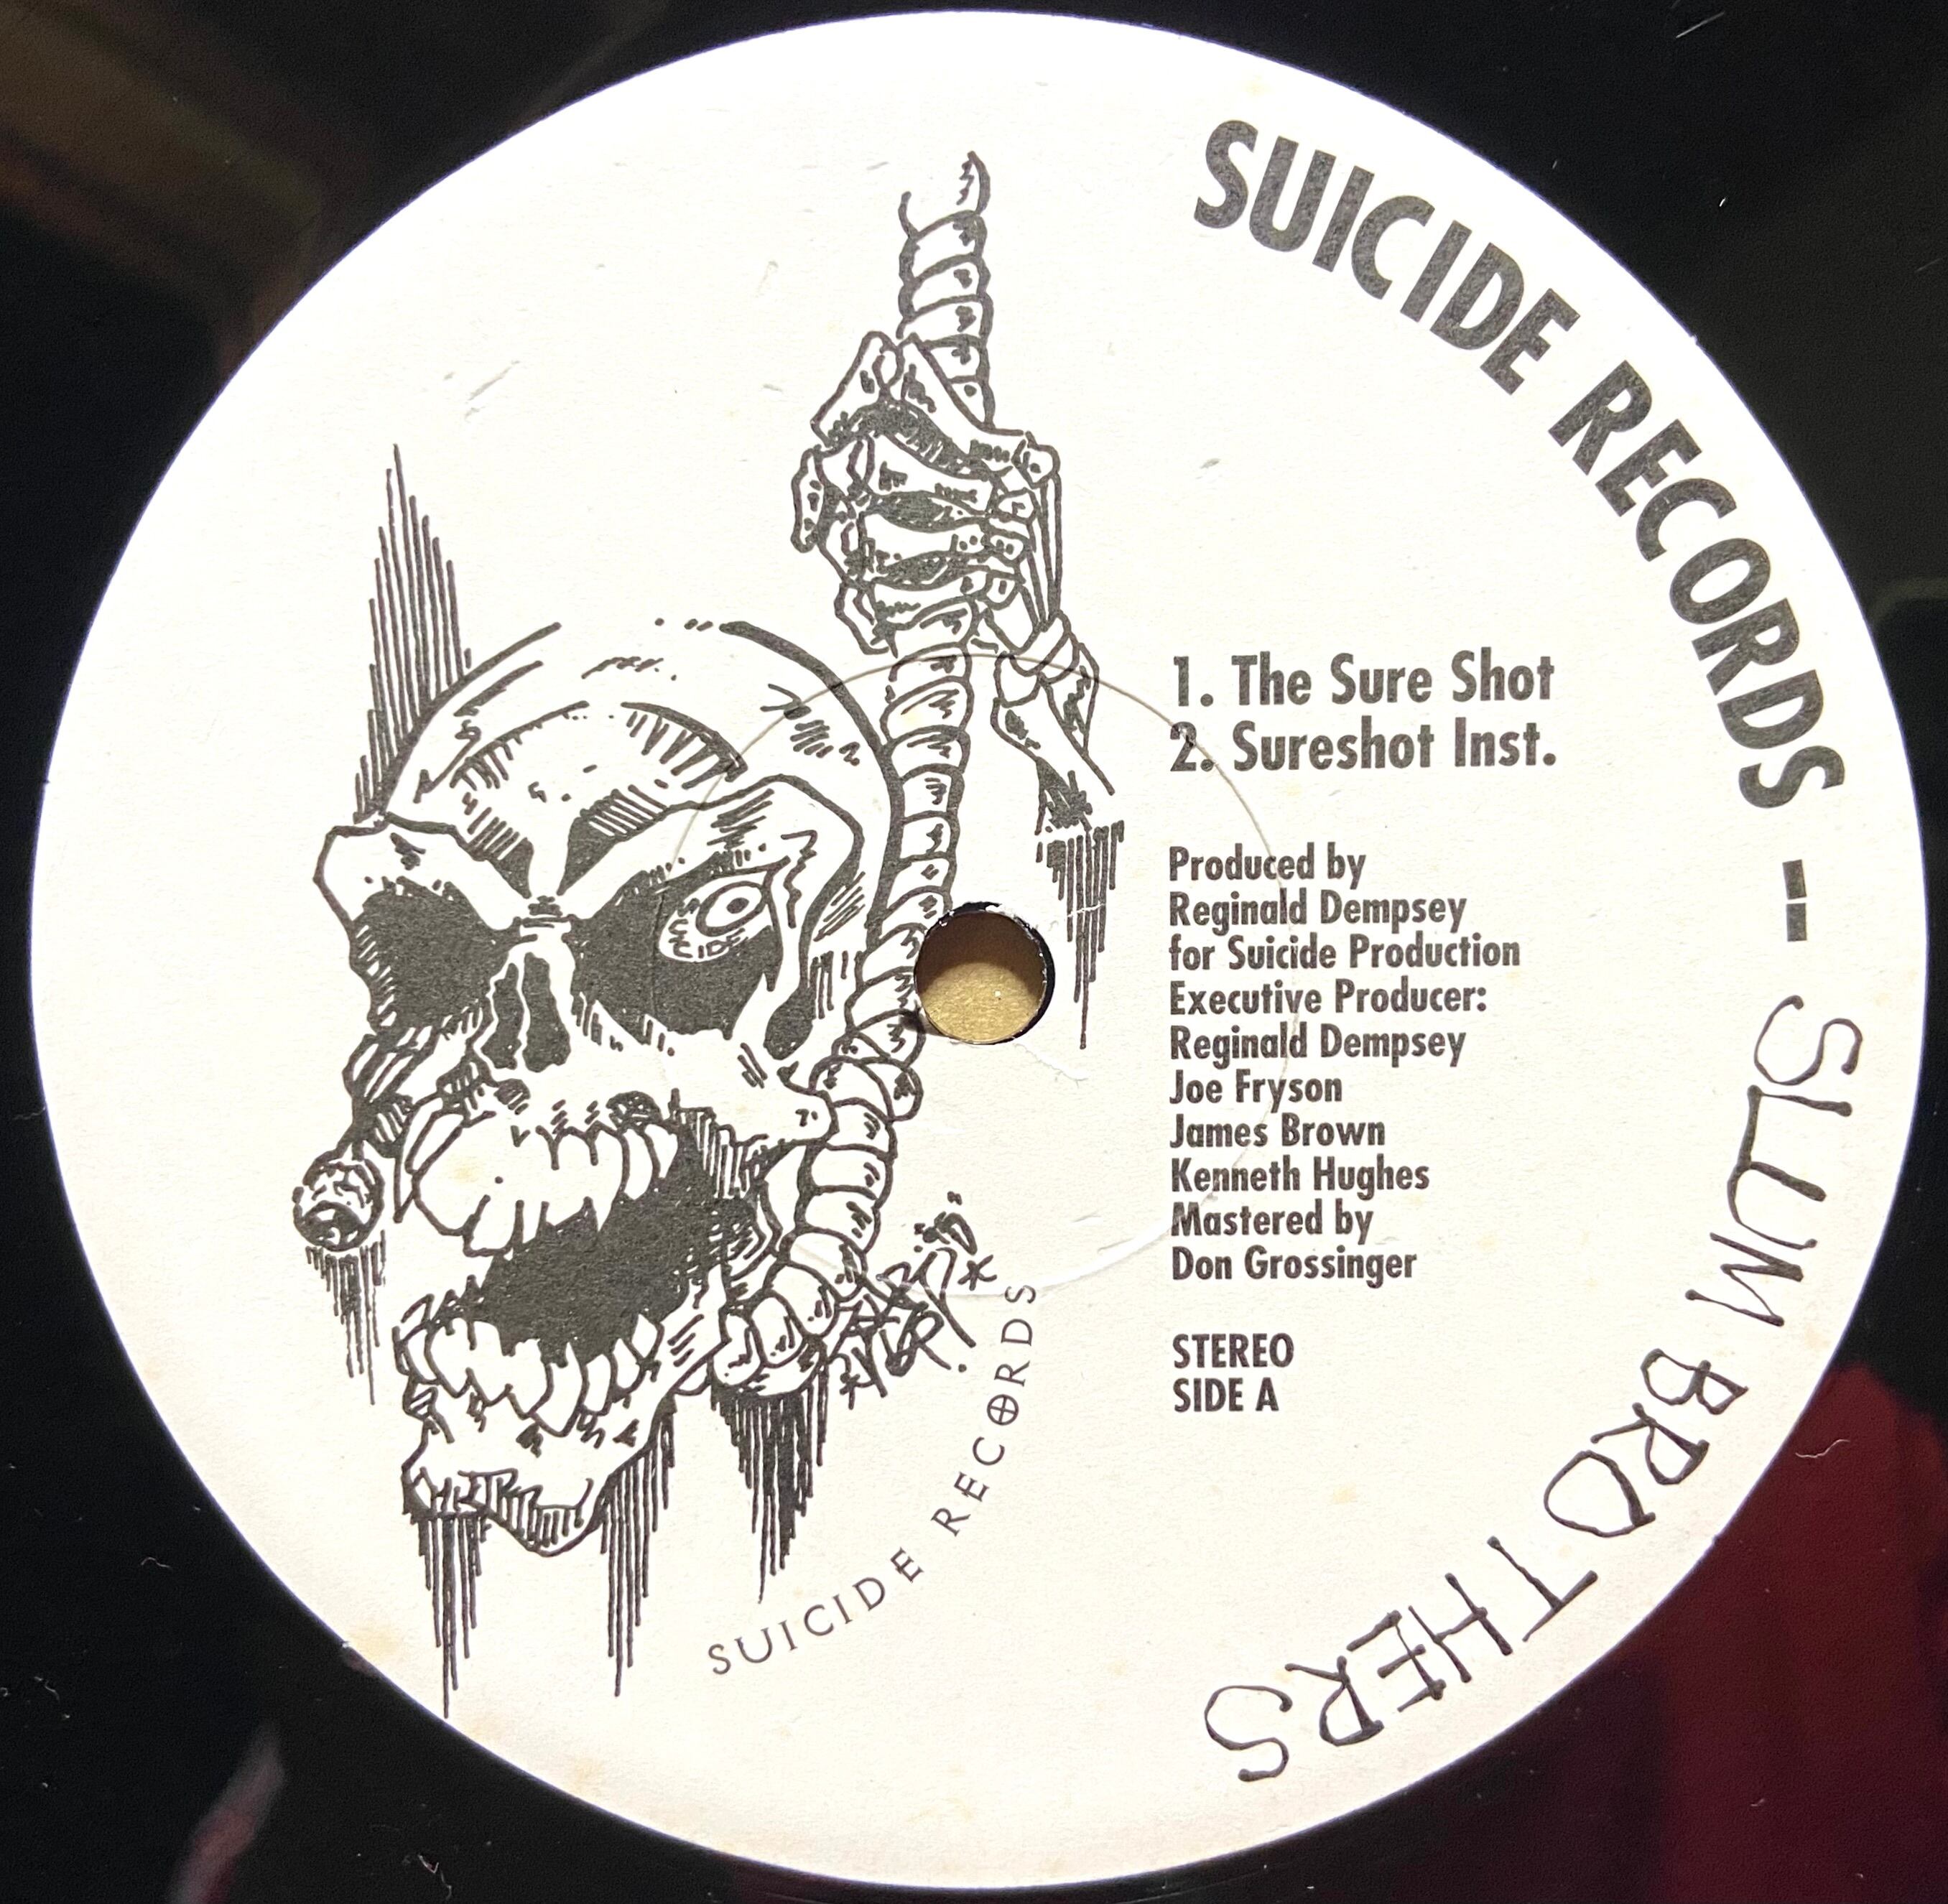 SUICIDE RECORDS -- SLUM BROTHERS
1. The Sure Shot
2. Sureshot Inst.
Produced by
Reginald Dempsey
for Suicide Production
Executive Producer:
Reginald Dempsey
Joe Fryson
James Brown
Kenneth Hughes
Mastered by
Don Grossinger
STEREO
SIDE A
SUICIDE RECORDS